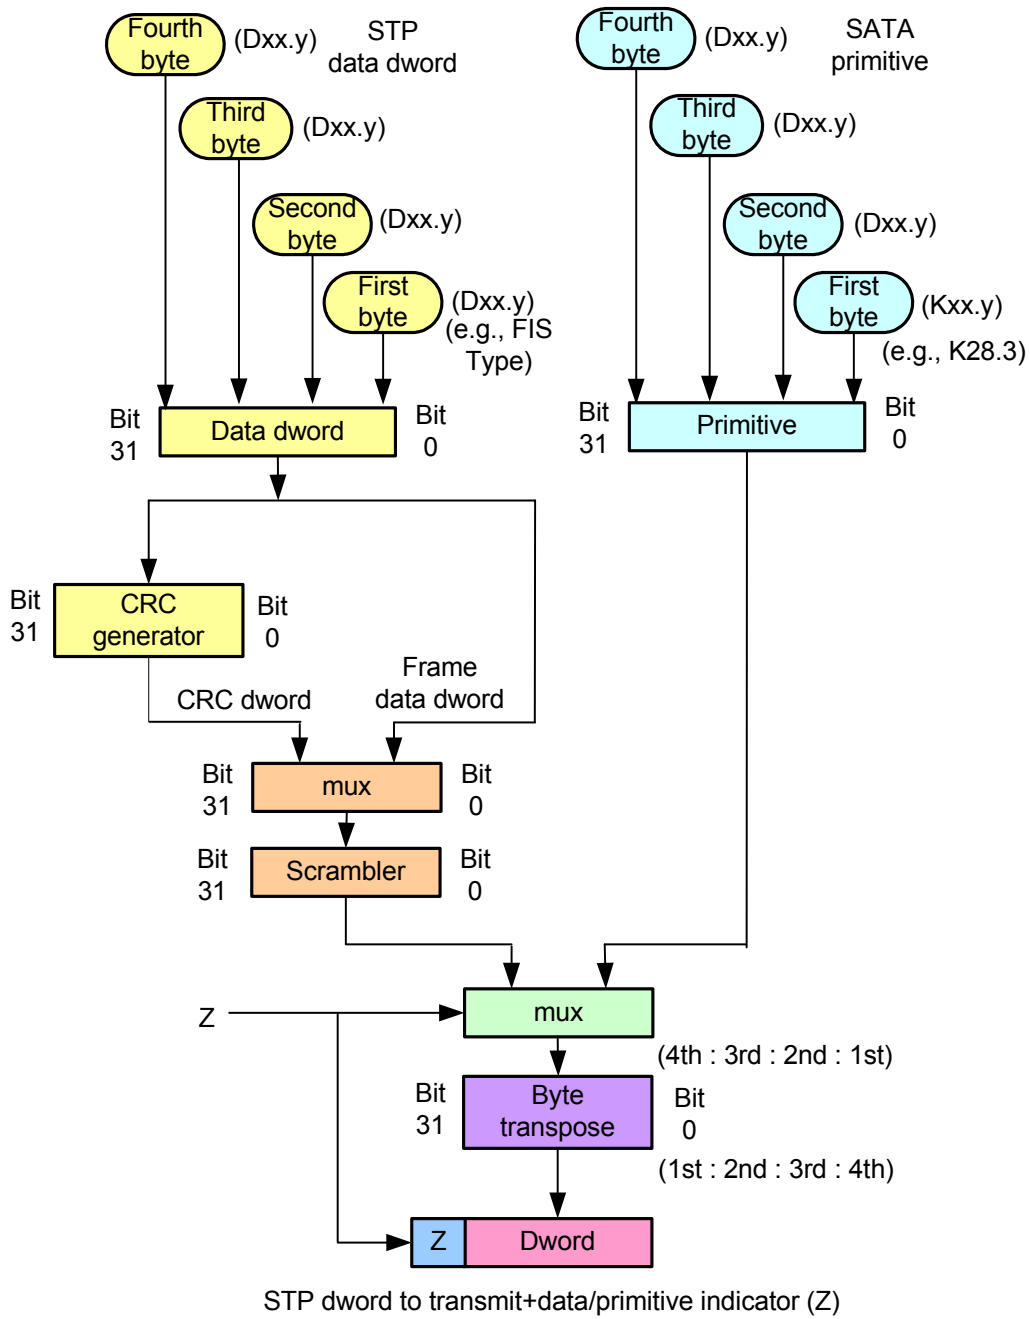 Fourth
byte
(Dxx.y)
STP
data dword
Third
byte
(Dxx.y)
Second
byte
(Dxx.y)
First
byte
(Dxx.y)
(e.g., FIS
Type)
Fourth
byte
(Dxx.y)
SATA
primitive
Third
byte
(Dxx.y)
Second
byte
(Dxx.y)
First
byte
(Kxx.y)
(e.g., K28.3)
Bit
31
Data dword
Bit
0
Bit
31
Primitive
Bit
0
Bit
31
CRC
generator
Bit
0
CRC dword
Frame
data dword
Bit
31
mux
Bit
0
Bit
31
Scrambler
Bit
0
Z
mux
(4th : 3rd : 2nd : 1st)
Bit
31
Byte
transpose
Bit
0
(1st : 2nd : 3rd : 4th)
Z
Dword
STP dword to transmit+data/primitive indicator (Z)